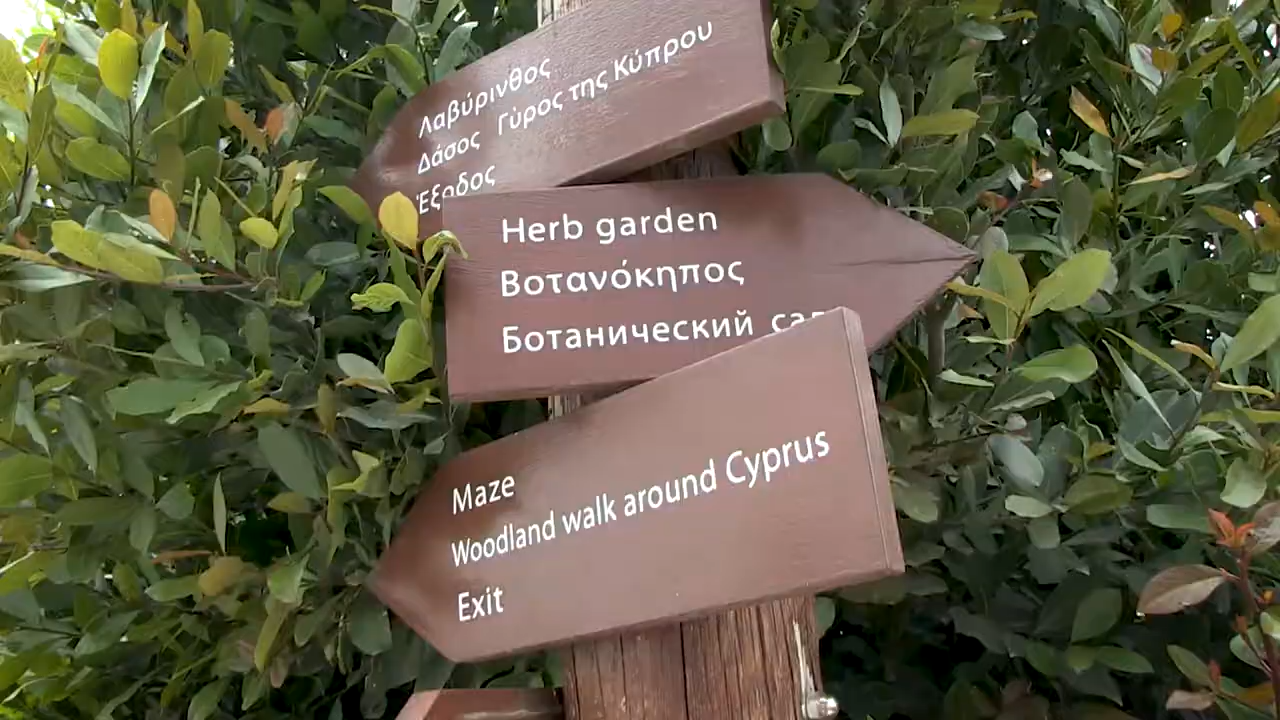 Λαβύρινθος
Δάσος Γύρος της Κύπρου
Έξοδος
Herb garden
Βοτανόκηπος
Ботанический
Maze
Woodland walk around Cyprus
Exit